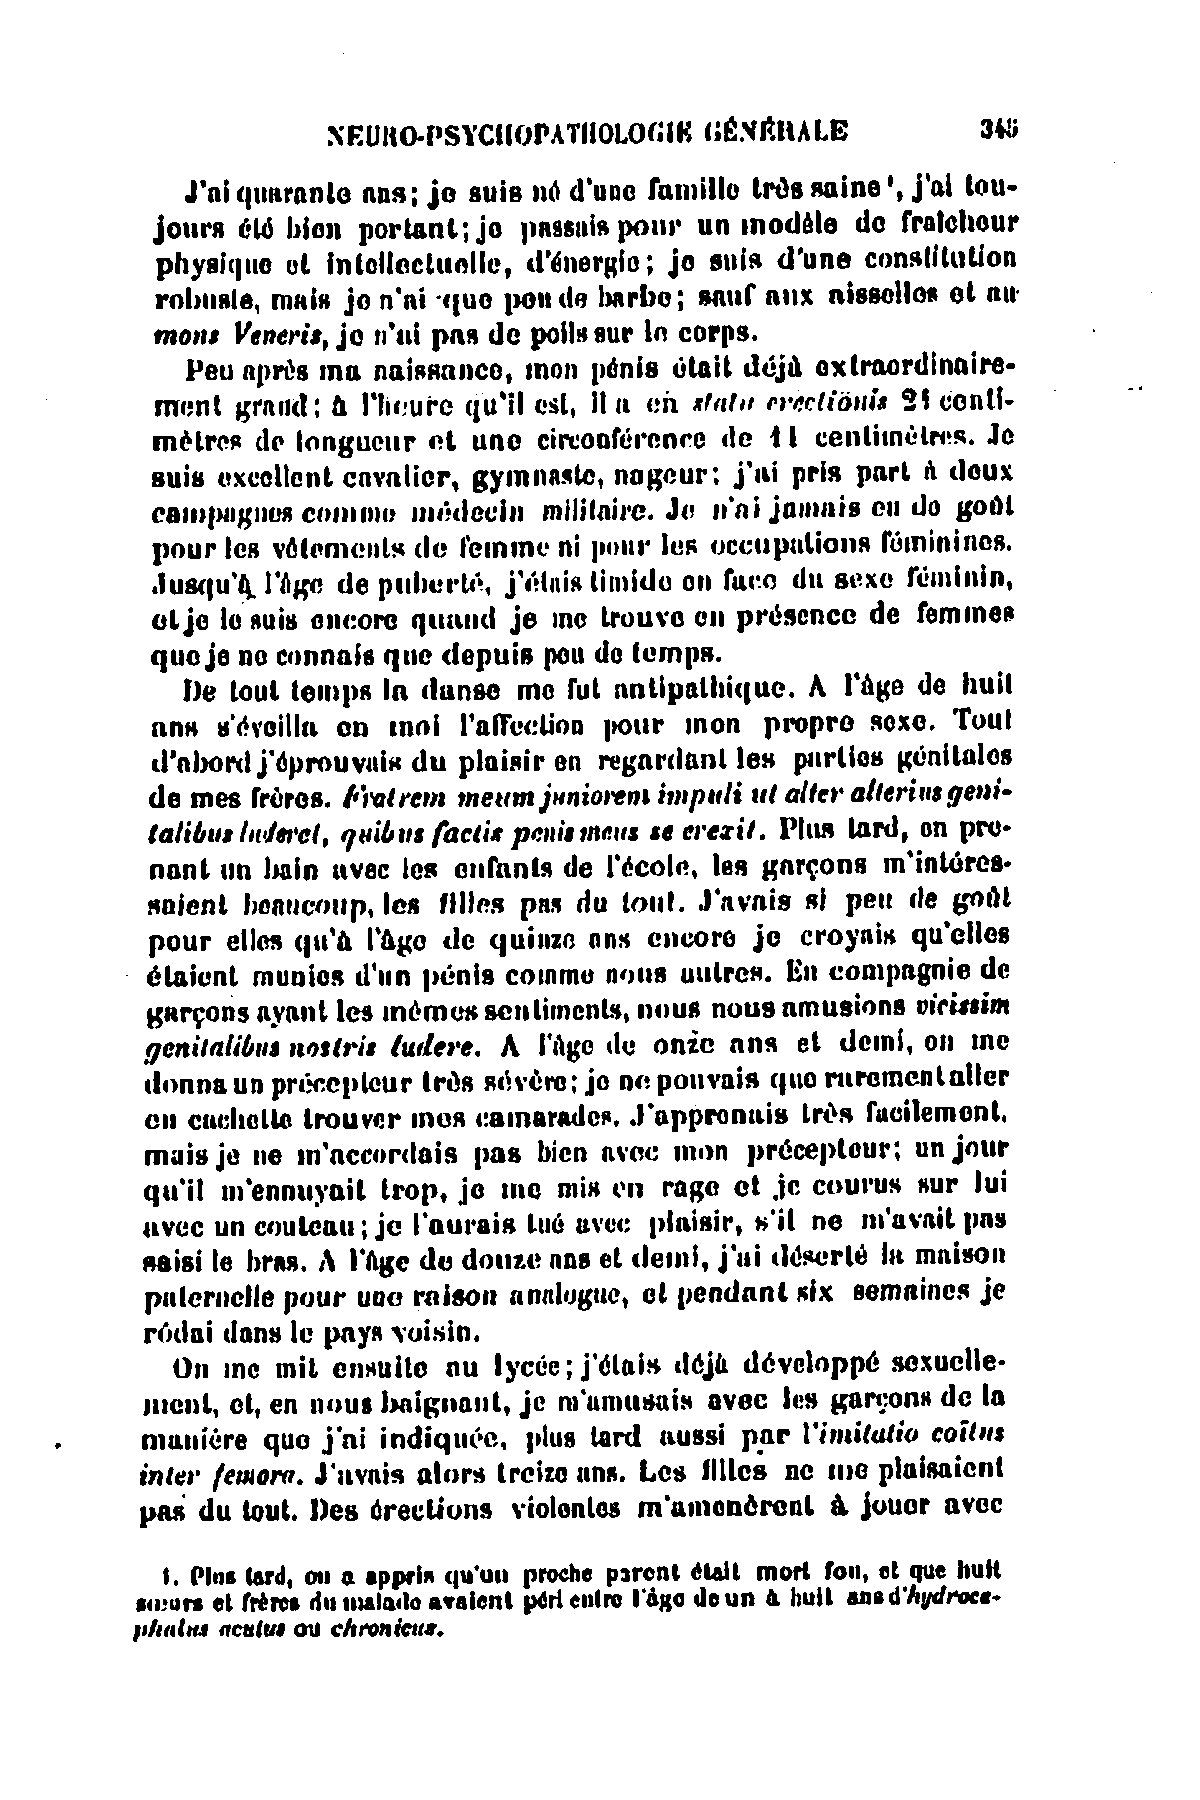 NEURO-PSYCHOPATHOLOGIE GÉNÉRALE 345
J'ai quarante ans; je suis né d'une famille très saine¹, j'ai tou-
jours été bien portant; je passais pour un modèle de fraîcheur
physique et intellectuelle, d'énergie; je suis d'une constitution
robuste, mais je n'ai que peu de barbe; sauf aux aisselles et au
mons Veneris, je n'ai pas de poils sur le corps.
Peu après ma naissance, mon pénis était déjà extraordinaire-
ment grand; à l'heure qu'il est, il a en statu erectionis centi-
mètres de longueur et une circonférence de 11 centimètres. Je
suis excellent cavalier, gymnaste, nageur; j'ai pris part à deux
campagnes comme médecin militaire. Je n'ai jamais eu de goût
pour les vêtements de femme ni pour les occupations féminines.
Jusqu'à l'âge de puberté, j'étais timide en face du sexe féminin,
et je le suis encore quand je me trouve en présence de femmes
que je ne connais que depuis peu de temps.
De tout temps la danse me fut antipathique. A l'âge de huit
ans s'éveilla en moi l'affection pour mon propre sexe. Tout
d'abord j'éprouvais du plaisir en regardant les parties génitales
de mes frères. Fratrem meum juniorem impuli ut alter alterius geni-
talibus luderet, quibus factis penis meus se erexit. Plus tard, en pre-
nant un bain avec les enfants de l'école, les garçons m'intéres-
saient beaucoup, les filles pas du tout. J'avais si peu de goût
pour elles qu'à l'âge de quinze ans encore je croyais qu'elles
étaient munies d'un pénis comme nous autres. En compagnie de
garçons ayant les mêmes sentiments, nous nous amusions vicissim
genitalibus nostris ludere. A l'âge de onze ans et demi, on me
donna un précepteur très sévère; je ne pouvais que rarement aller
en cachette trouver mes camarades. J'apprenais très facilement,
mais je ne m'accordais pas bien avec mon précepteur; un jour
qu'il m'ennuyait trop, je me mis en rage et je courus sur lui
avec un couteau; je l'aurais tué avec plaisir, s'il ne m'avait pas
saisi le bras. A l'âge de douze ans et demi, j'ai déserté la maison
paternelle pour une raison analogue, et pendant six semaines je
rôdai dans le pays voisin.
On me mit ensuite au lycée; j'étais déjà développé sexuelle-
ment, et, en nous baignant, je m'amusais avec les garçons de la
manière que j'ai indiquée, plus tard aussi par l'imitatio coïtus
inter femora. J'avais alors treize ans. Les filles ne me plaisaient
pas du tout. Des érections violentes m'amenèrent à jouer avec
1. Plus tard, on a appris qu'un proche parent était mort fou, et que huit
sœurs et frères du malade avaient péri entre l'âge de un à huit ans d'hydroce-
phalus acutus ou chronicus.